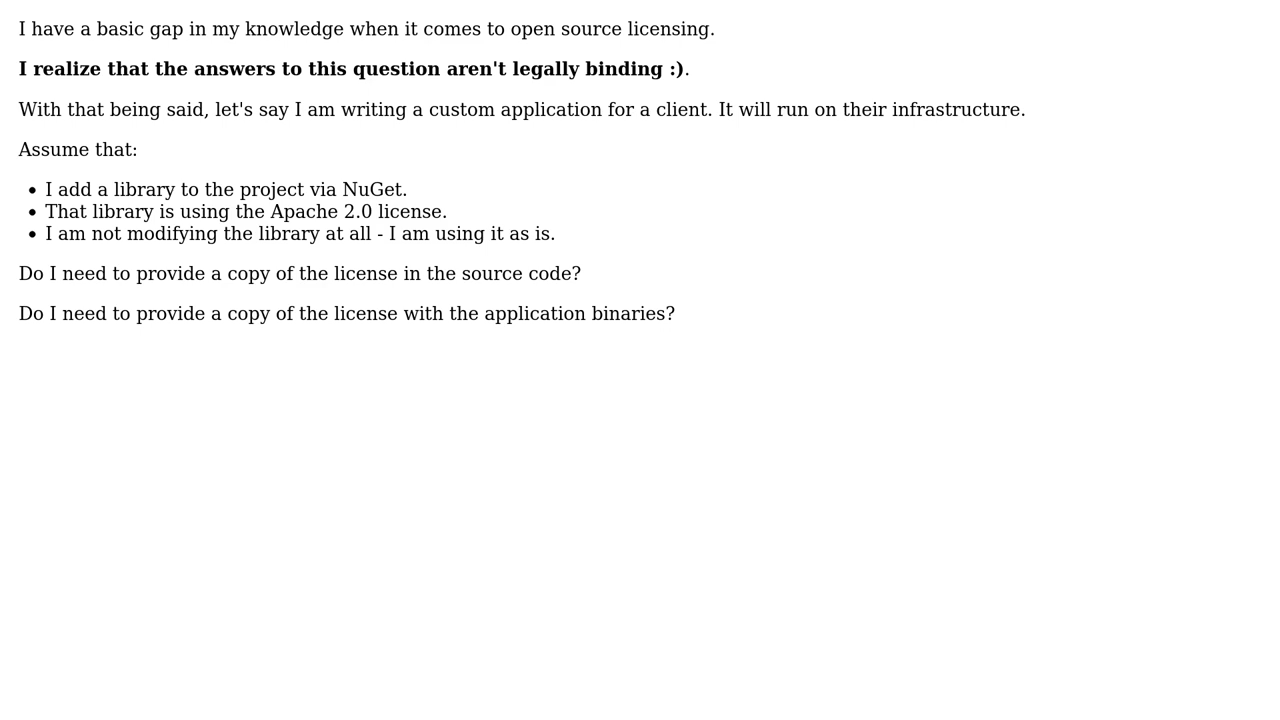 I have a basic gap in my knowledge when it comes to open source licensing.
I realize that the answers to this question aren't legally binding :).
With that being said, let's say I am writing a custom application for a client. It will run on their infrastructure.
Assume that:
• I add a library to the project via NuGet.
• That library is using the Apache 2.0 license.
• I am not modifying the library at all - I am using it as is.
Do I need to provide a copy of the license in the source code?
Do I need to provide a copy of the license with the application binaries?